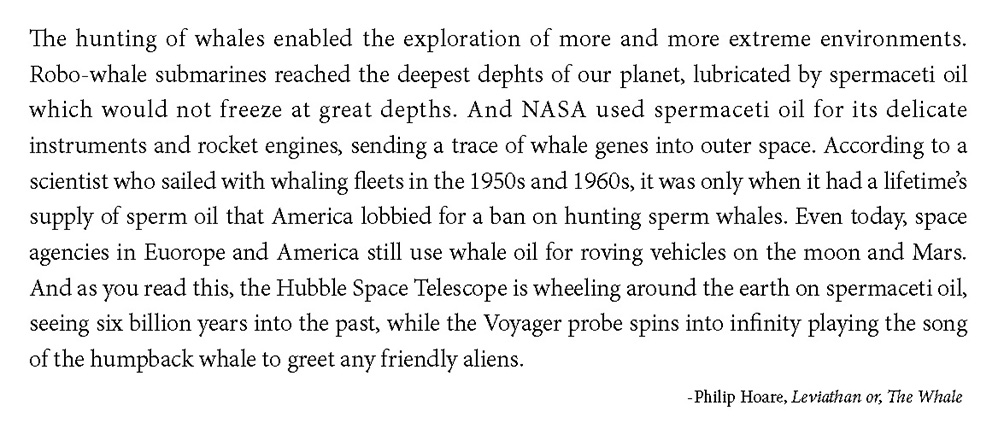 The hunting of whales enabled the exploration of more and more extreme environments.
Robo-whale submarines reached the deepest dephts of our planet, lubricated by spermaceti oil
which would not freeze at great depths. And NASA used spermaceti oil for its delicate
instruments and rocket engines, sending a trace of whale genes into outer space. According to a
scientist who sailed with whaling fleets in the 1950s and 1960s, it was only when it had a lifetime's
supply of sperm oil that America lobbied for a ban on hunting sperm whales. Even today, space
agencies in Euorope and America still use whale oil for roving vehicles on the moon and Mars.
And as you read this, the Hubble Space Telescope is wheeling around the earth on spermaceti oil,
seeing six billion years into the past, while the Voyager probe spins into infinity playing the song
of the humpback whale to greet any friendly aliens.
-Philip Hoare, Leviathan or, The Whale